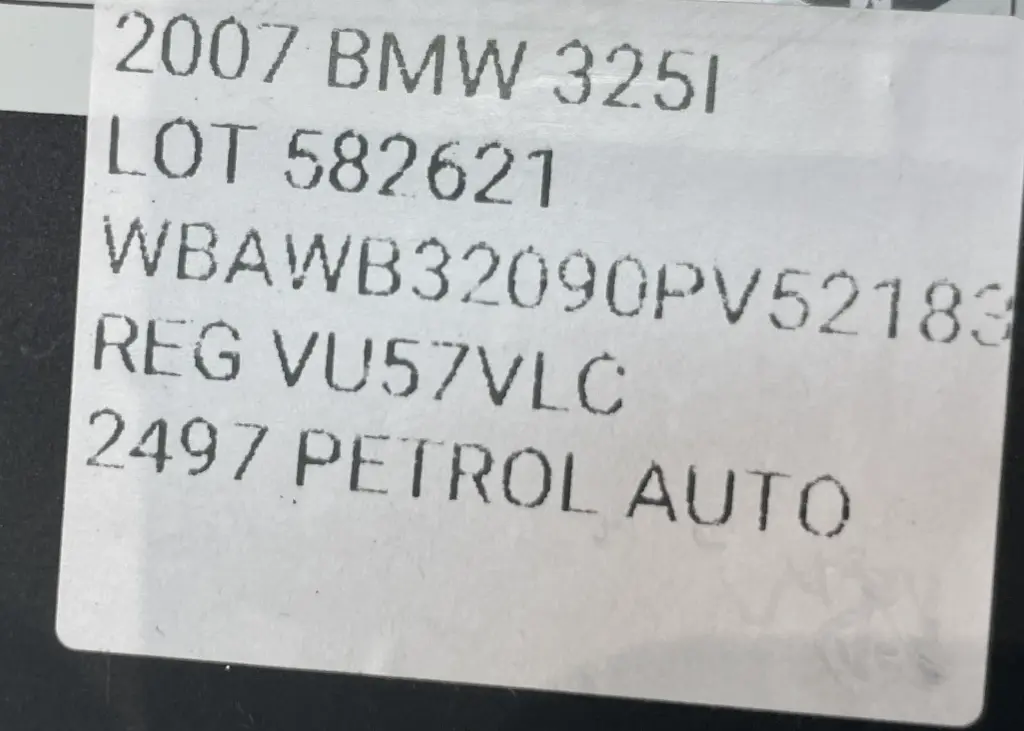 2007 BMW 325I
LOT 582621
WBAWB32090PV52183
REG VU57VLC
2497 PETROL AUTO